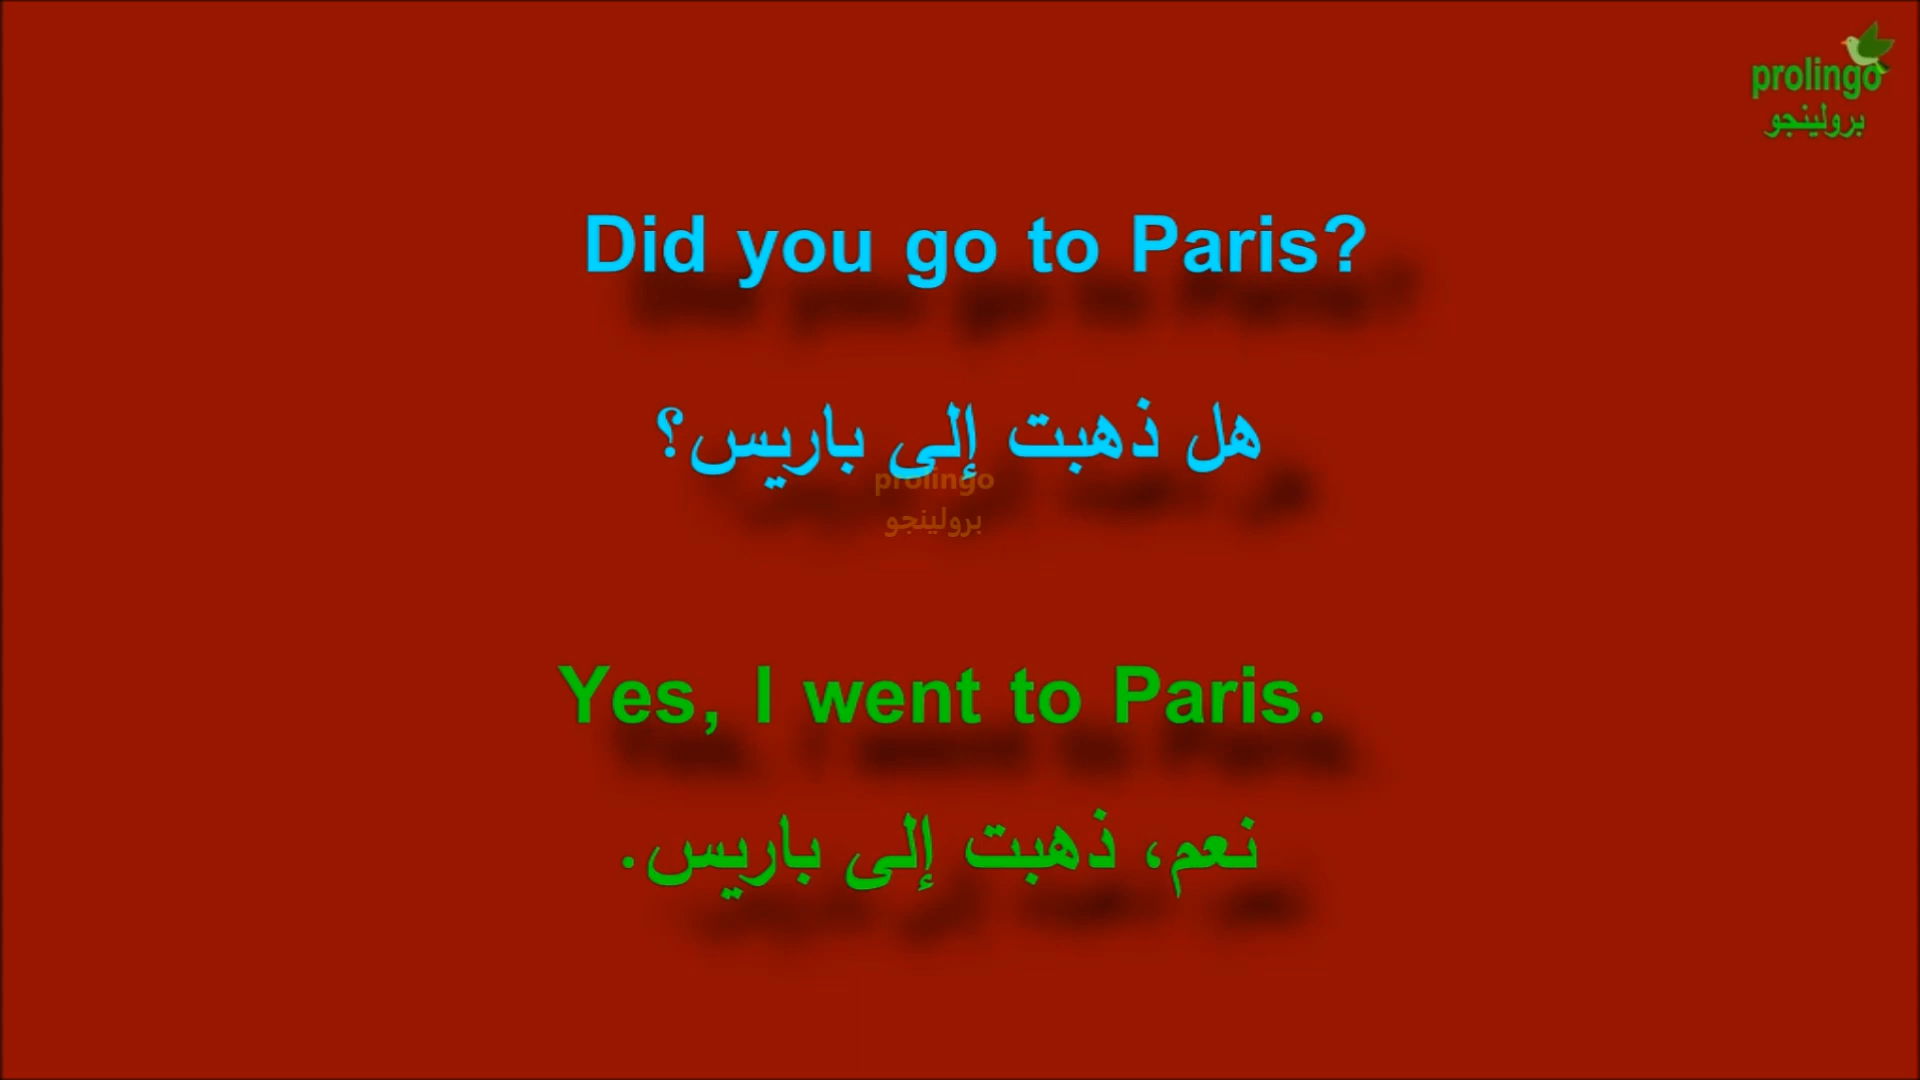 prolingo
برولينجو
Did you go to Paris?
هل ذهبت إلى باريس؟
prolingo
برولينجو
Yes, I went to Paris.
نعم، ذهبت إلى باريس.